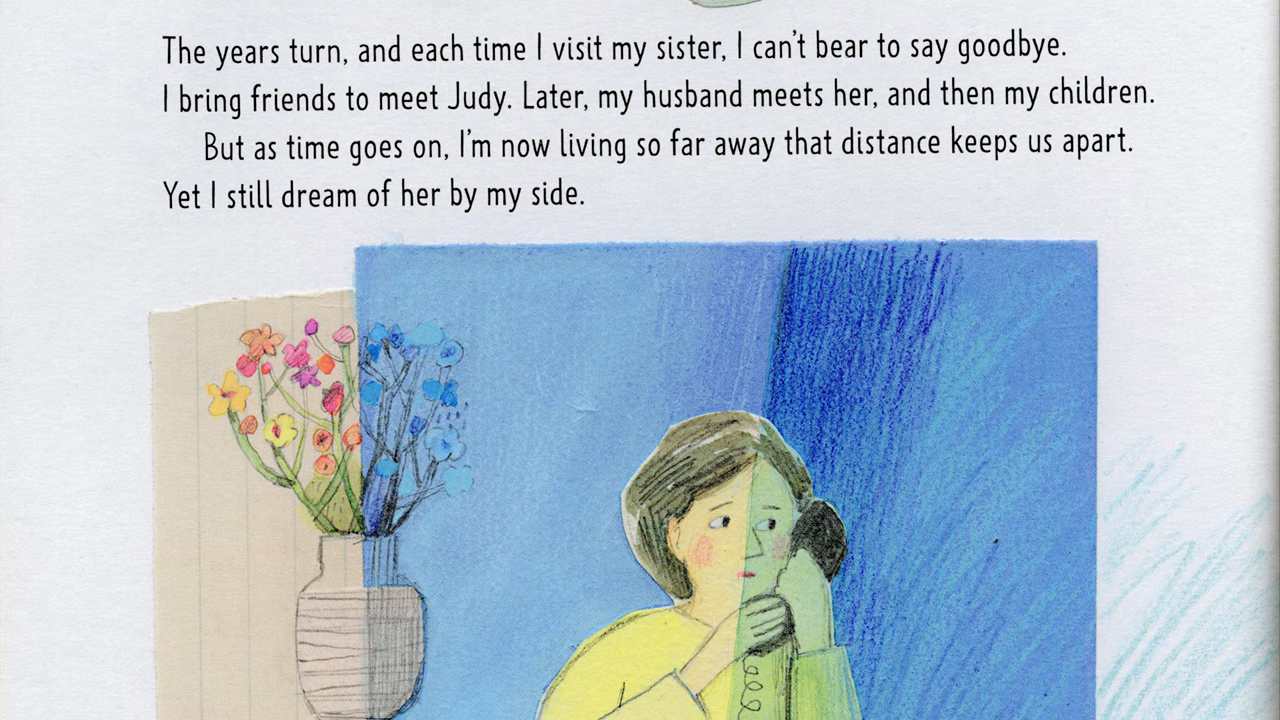 The years turn, and each time I visit my sister, I can't bear to say goodbye.
I bring friends to meet Judy. Later, my husband meets her, and then my children.
But as time goes on, I'm now living so far away that distance keeps us apart.
Yet I still dream of her by my side.